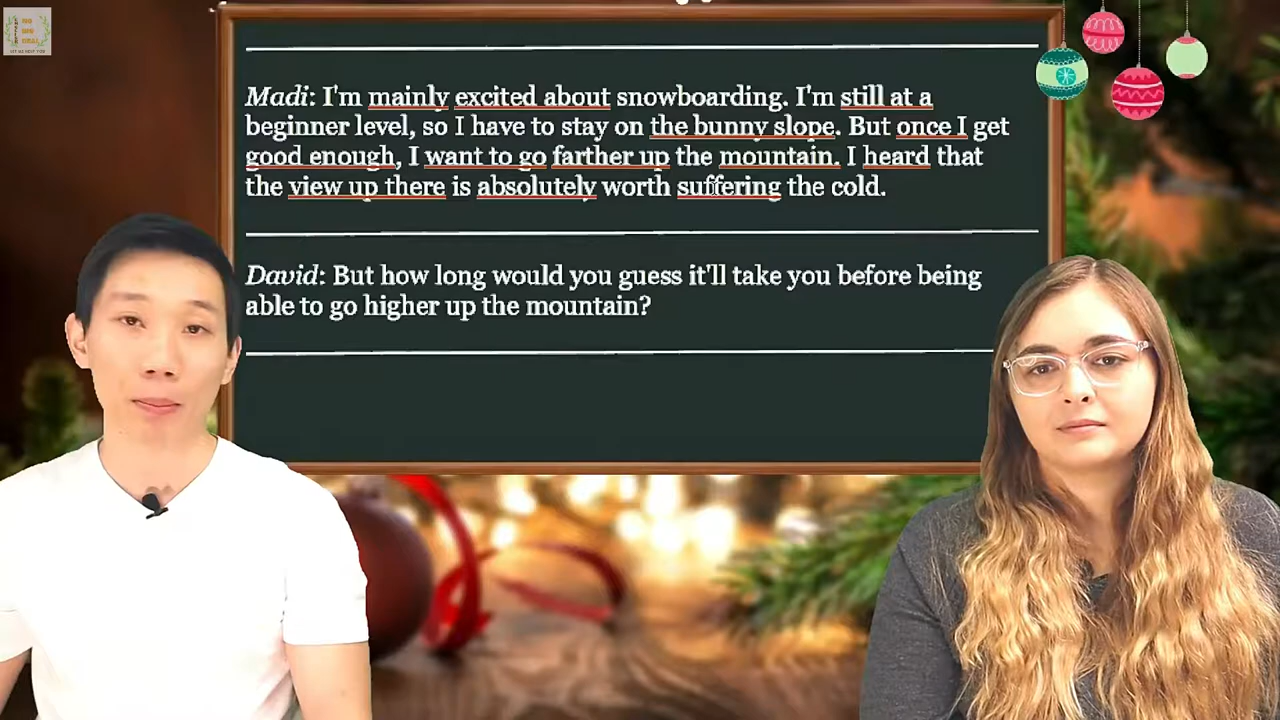 Madi: I'm mainly excited about snowboarding. I'm still at a
beginner level, so I have to stay on the bunny slope. But once I get
good enough, I want to go farther up the mountain. I heard that
the view up there is absolutely worth suffering the cold.
David: But how long would you guess it'll take you before being
able to go higher up the mountain?